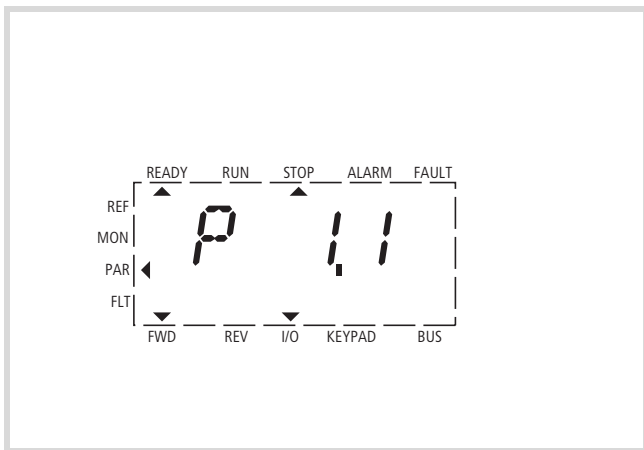 READY RUN STOP ALARM FAULT
REF
P 1.1
MON
PAR
FLT
FWD REV I/O KEYPAD BUS